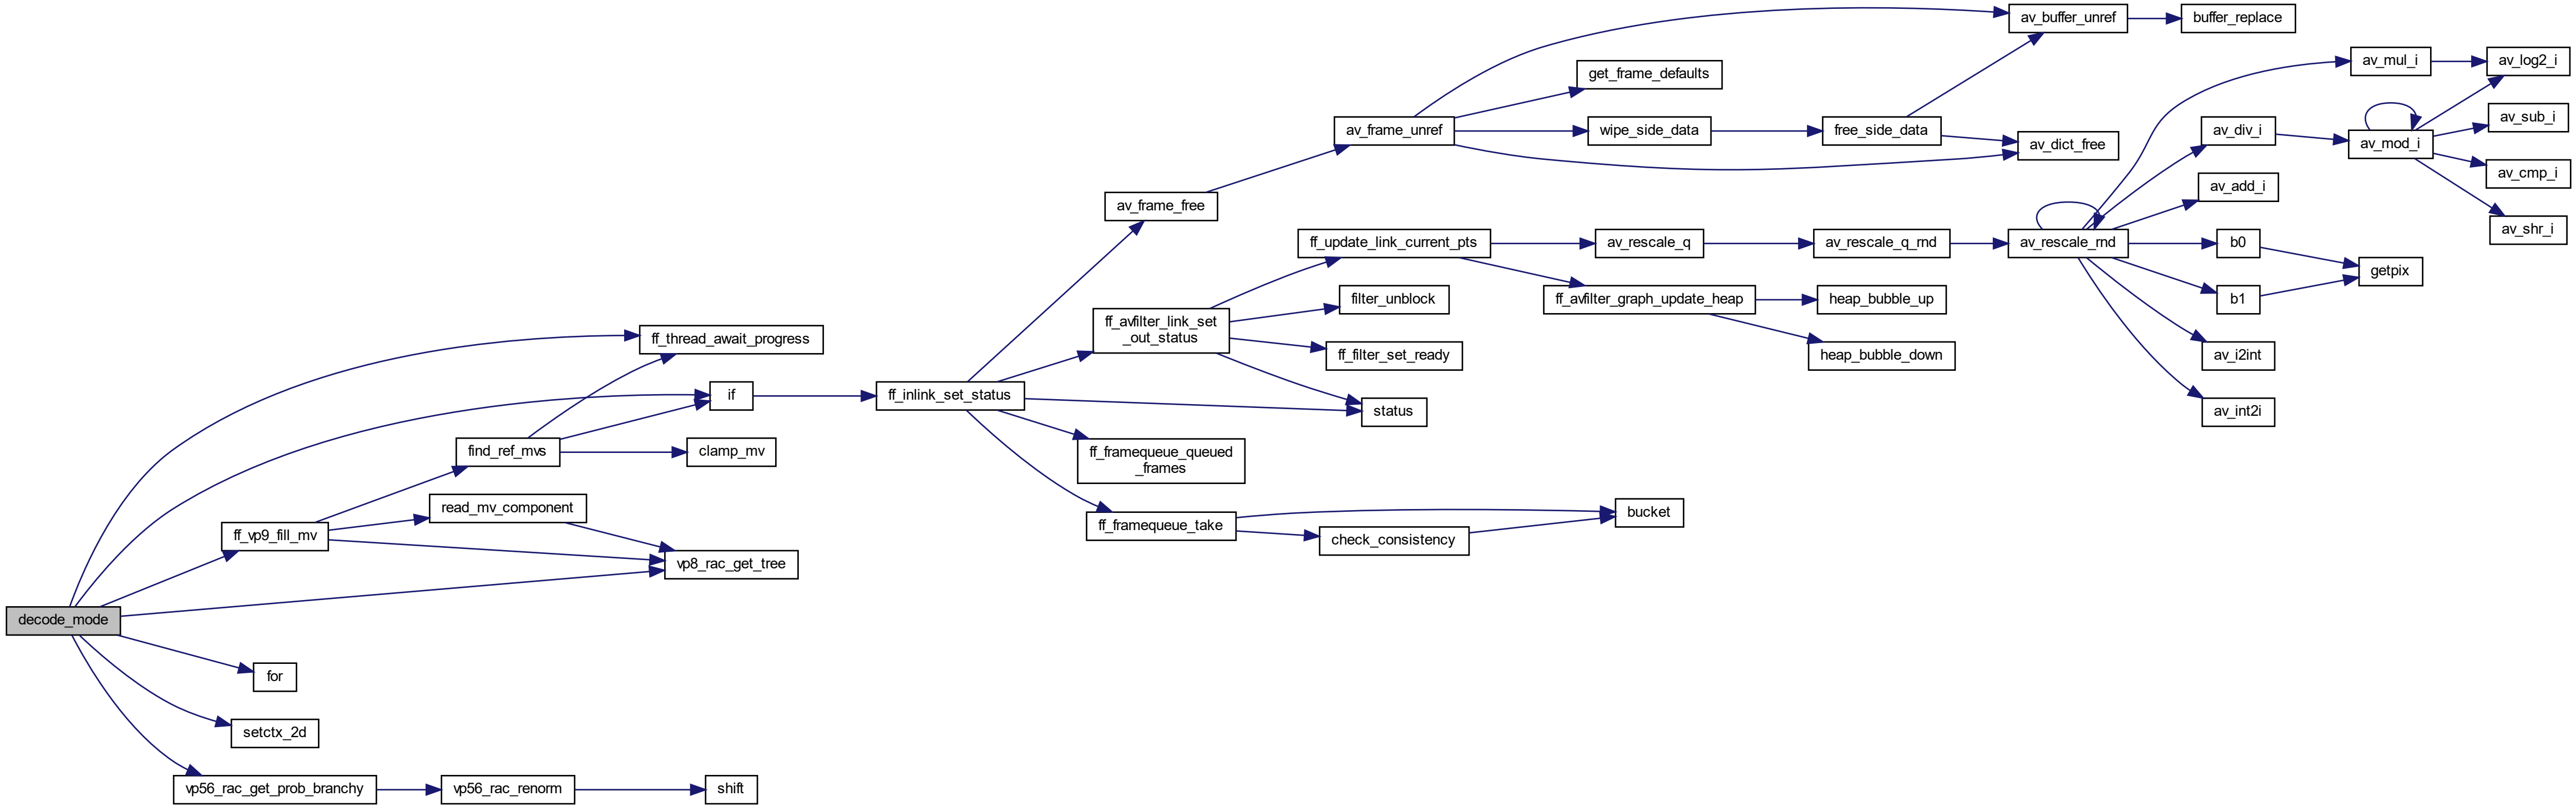 av_buffer_unref
buffer_replace
av_mul_i
av_log2_i
get_frame_defaults
av_sub_i
av_frame_unref
wipe_side_data
free_side_data
av_div_i
av_mod_i
av_dict_free
av_cmp_i
av_add_i
av_frame_free
av_shr_i
ff_update_link_current_pts
av_rescale_q
av_rescale_q_rnd
av_rescale_rnd
b0
getpix
filter_unblock
ff_avfilter_graph_update_heap
heap_bubble_up
b1
ff_avfilter_link_set
_out_status
ff_thread_await_progress
ff_filter_set_ready
heap_bubble_down
av_i2int
if
ff_inlink_set_status
status
av_int2i
find_ref_mvs
clamp_mv
ff_framequeue_queued
_frames
read_mv_component
ff_vp9_fill_mv
ff_framequeue_take
bucket
check_consistency
vp8_rac_get_tree
decode_mode
for
setctx_2d
vp56_rac_get_prob_branchy
vp56_rac_renorm
shift